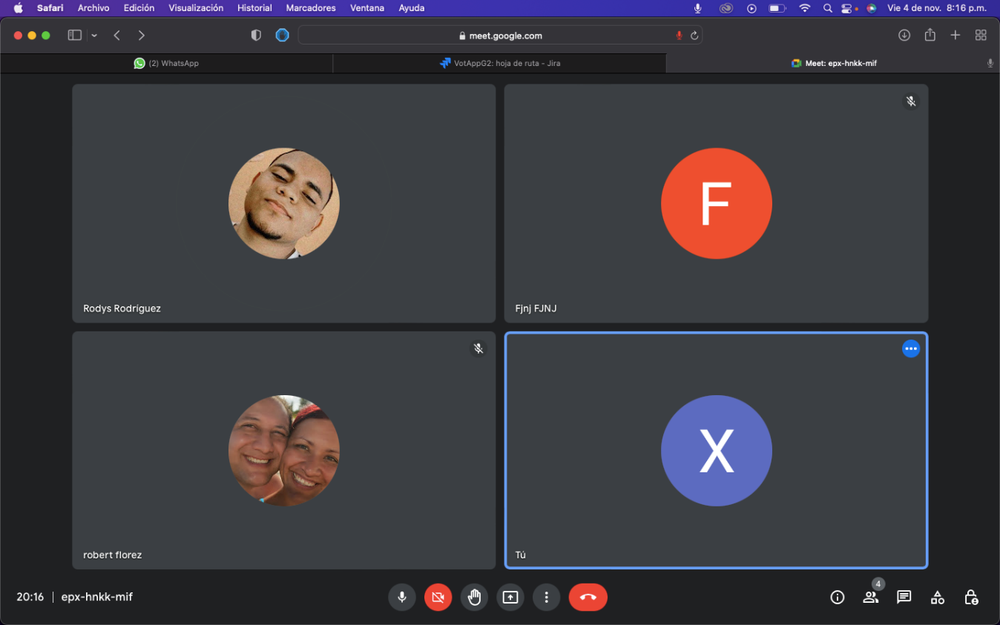 Safari Archivo Edición Visualización Historial Marcadores Ventana Ayuda Vie 4 de nov. 8:16 p.m.
meet.google.com
(2) WhatsApp
VotAppG2: hoja de ruta - Jira
Meet: epx-hnkk-mif
F
Rodys Rodríguez
Fjnj FJNJ
X
robert florez
Tú
4
20:16 | epx-hnkk-mif